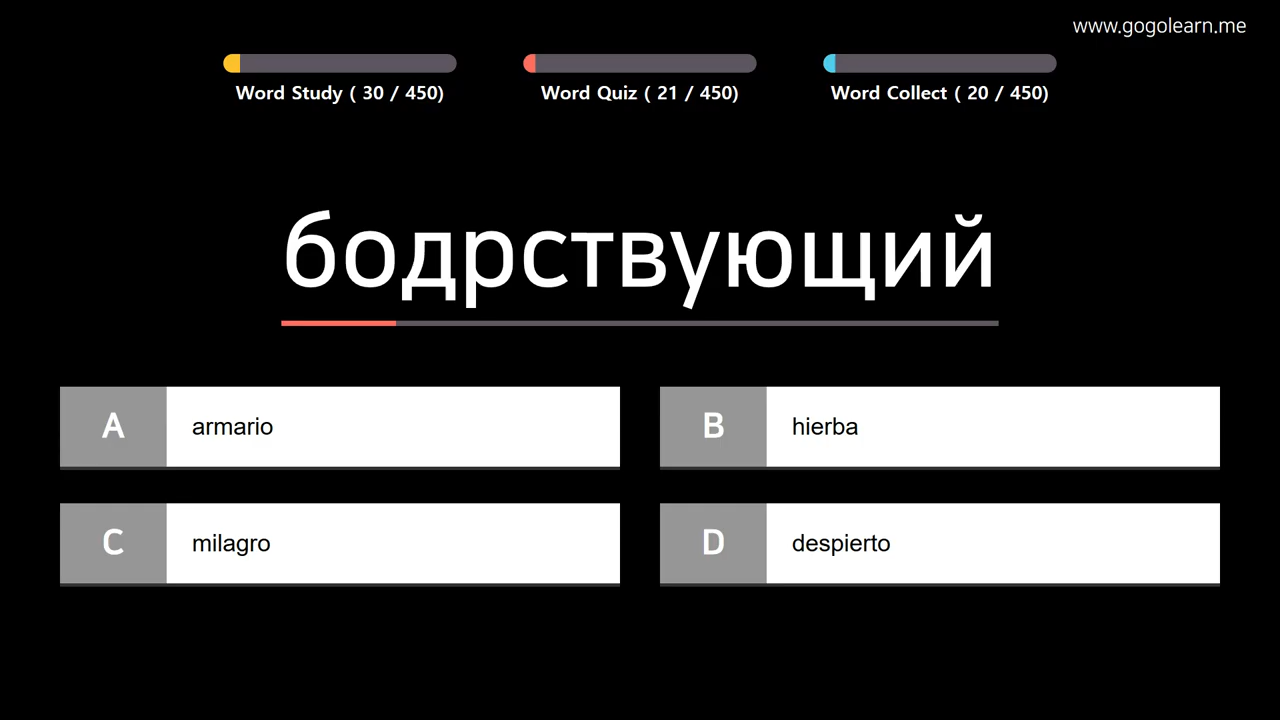 www.gogolearn.me
Word Study ( 30 / 450)
Word Quiz ( 21 / 450)
Word Collect ( 20 / 450)
бодрствующий
A armario
B hierba
C milagro
D despierto